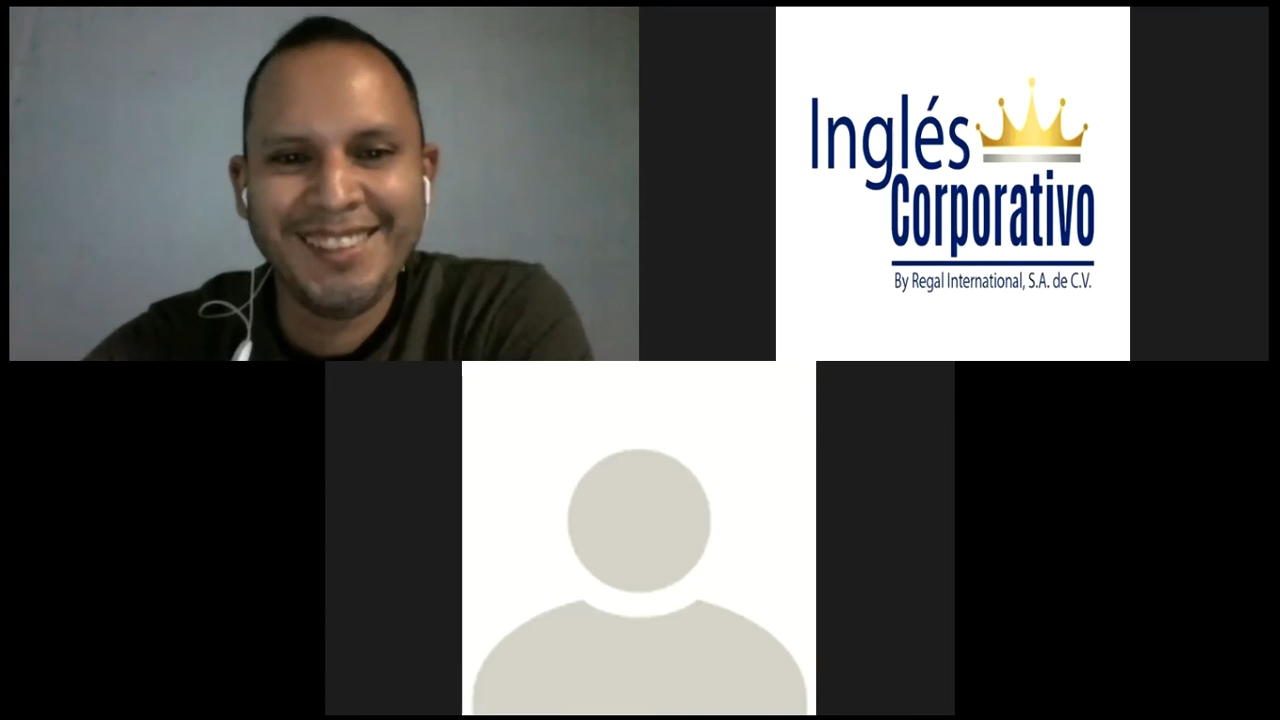 Inglés
Corporativo
By Regal International, S.A. de C.V.